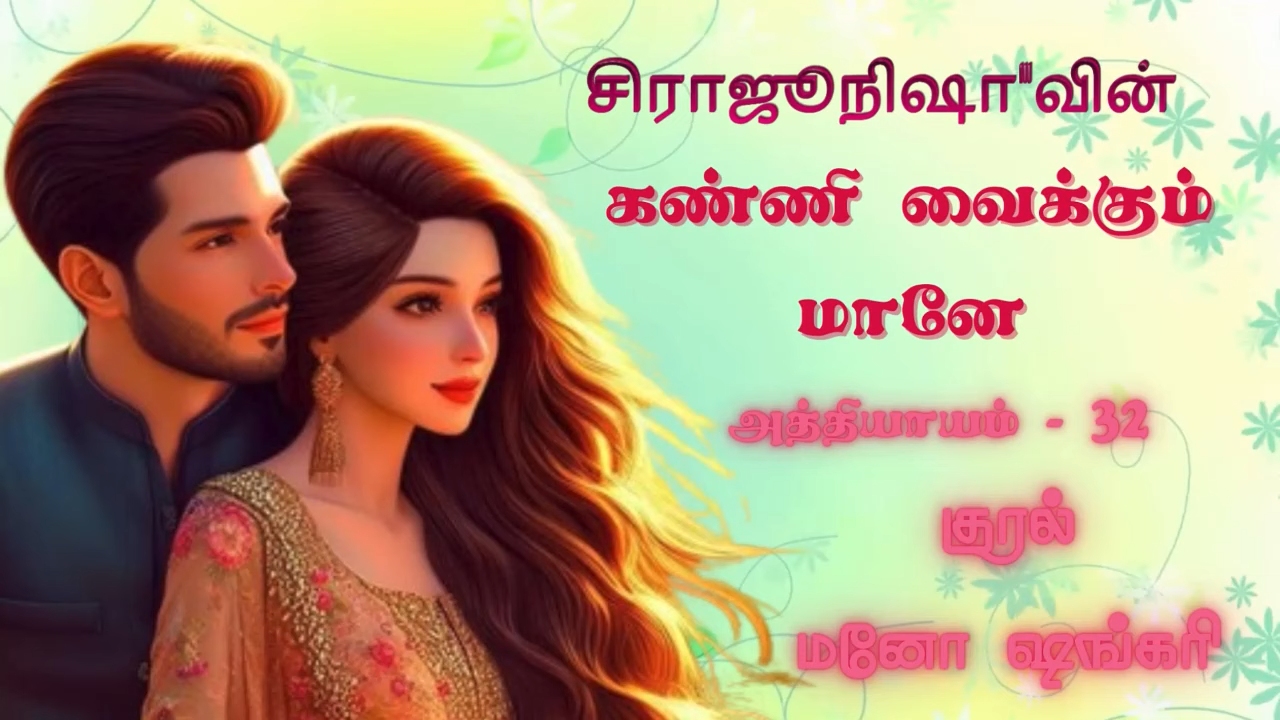 சிராஜூநிஷா"வின்
கண்ணி வைக்கும்
மானே
அத்தியாயம் - 32
குரல்
மனோ ஷங்கரி